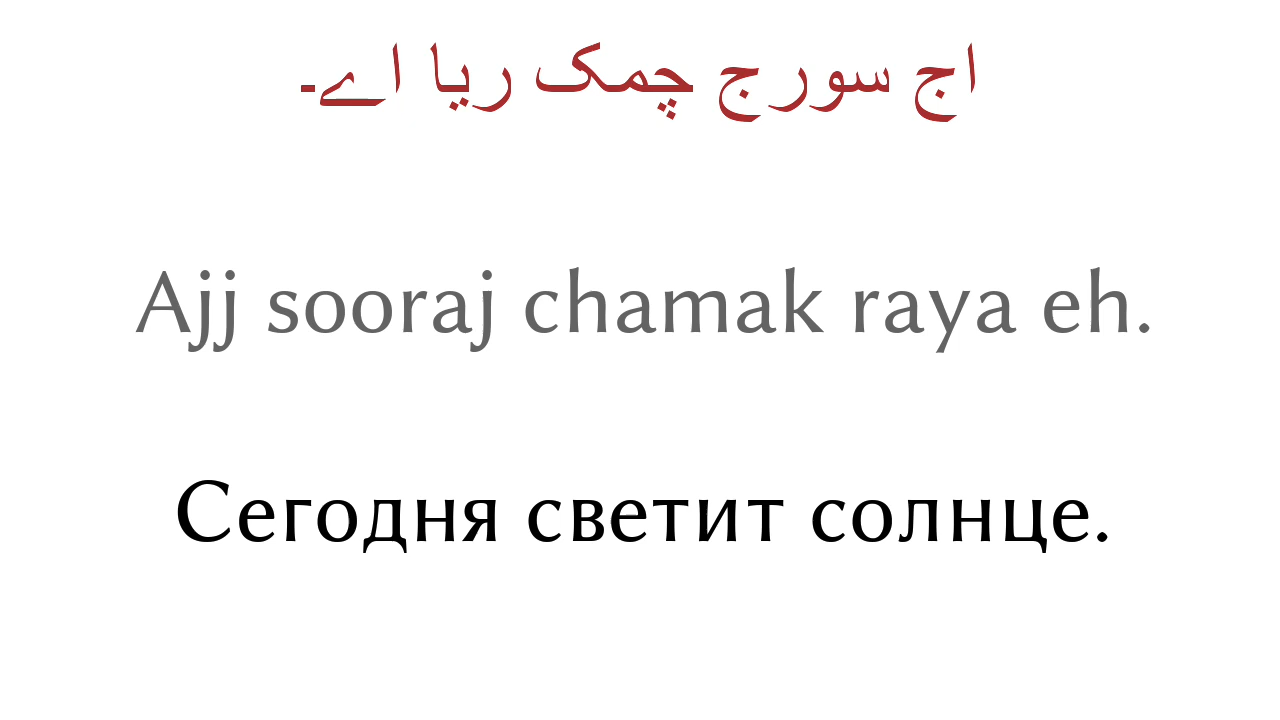 اج سورج چمک ریا اے۔
Ajj sooraj chamak raya eh.
Сегодня светит солнце.